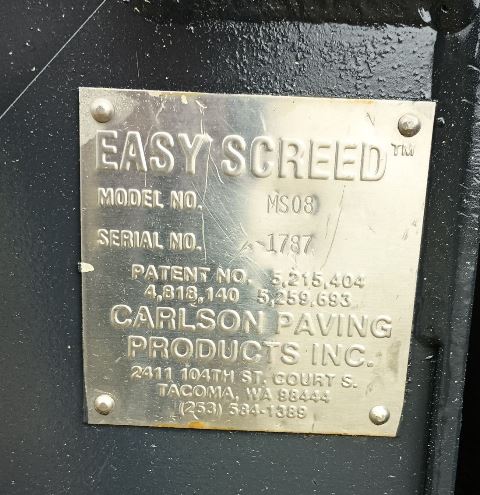 EASY SCREED™
MODEL NO. MS08
SERIAL NO. 1787
PATENT NO. 5,215,404
4,818,140 5,259,693
CARLSON PAVING
PRODUCTS INC.
2411 104TH ST. COURT S.
TACOMA, WA 98444
(253) 584-1389